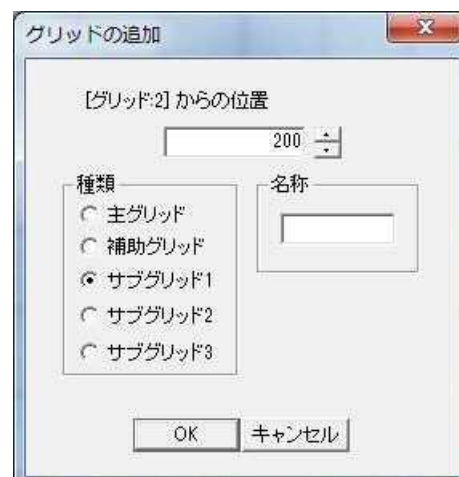 グリッドの追加
[グリッド:2] からの位置
200
種類
名称
主グリッド
補助グリッド
サブグリッド1
サブグリッド2
サブグリッド3
OK
キャンセル